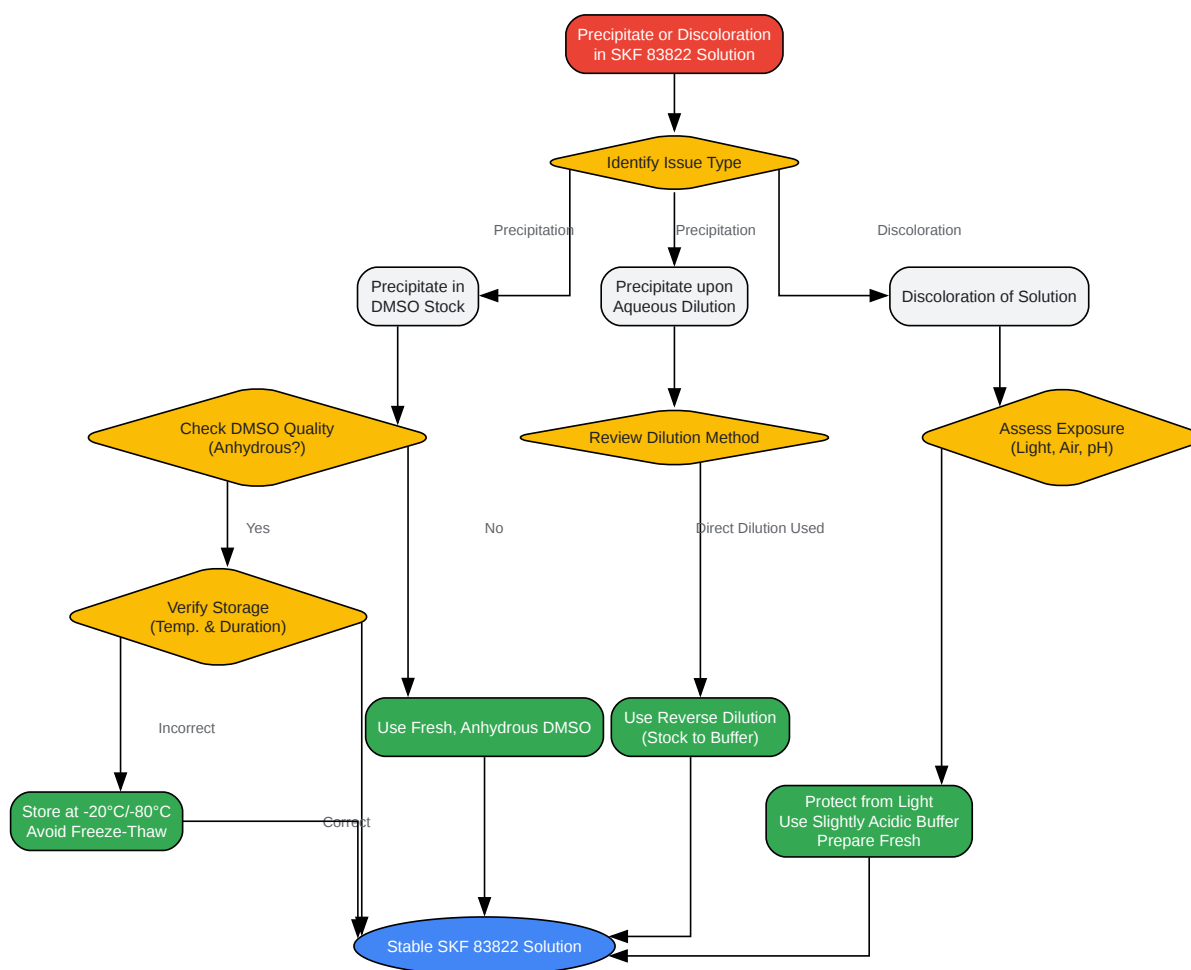 Precipitate or Discoloration
in SKF 83822 Solution
Identify Issue Type
Precipitation
Precipitation
Discoloration
Precipitate in
DMSO Stock
Precipitate upon
Aqueous Dilution
Discoloration of Solution
Check DMSO Quality
(Anhydrous?)
Review Dilution Method
Assess Exposure
(Light, Air, pH)
Yes
No
Direct Dilution Used
Verify Storage
(Temp. & Duration)
Incorrect
Use Fresh, Anhydrous DMSO
Use Reverse Dilution
(Stock to Buffer)
Store at -20°C/-80°C
Avoid Freeze-Thaw
Correct
Protect from Light
Use Slightly Acidic Buffer
Prepare Fresh
Stable SKF 83822 Solution